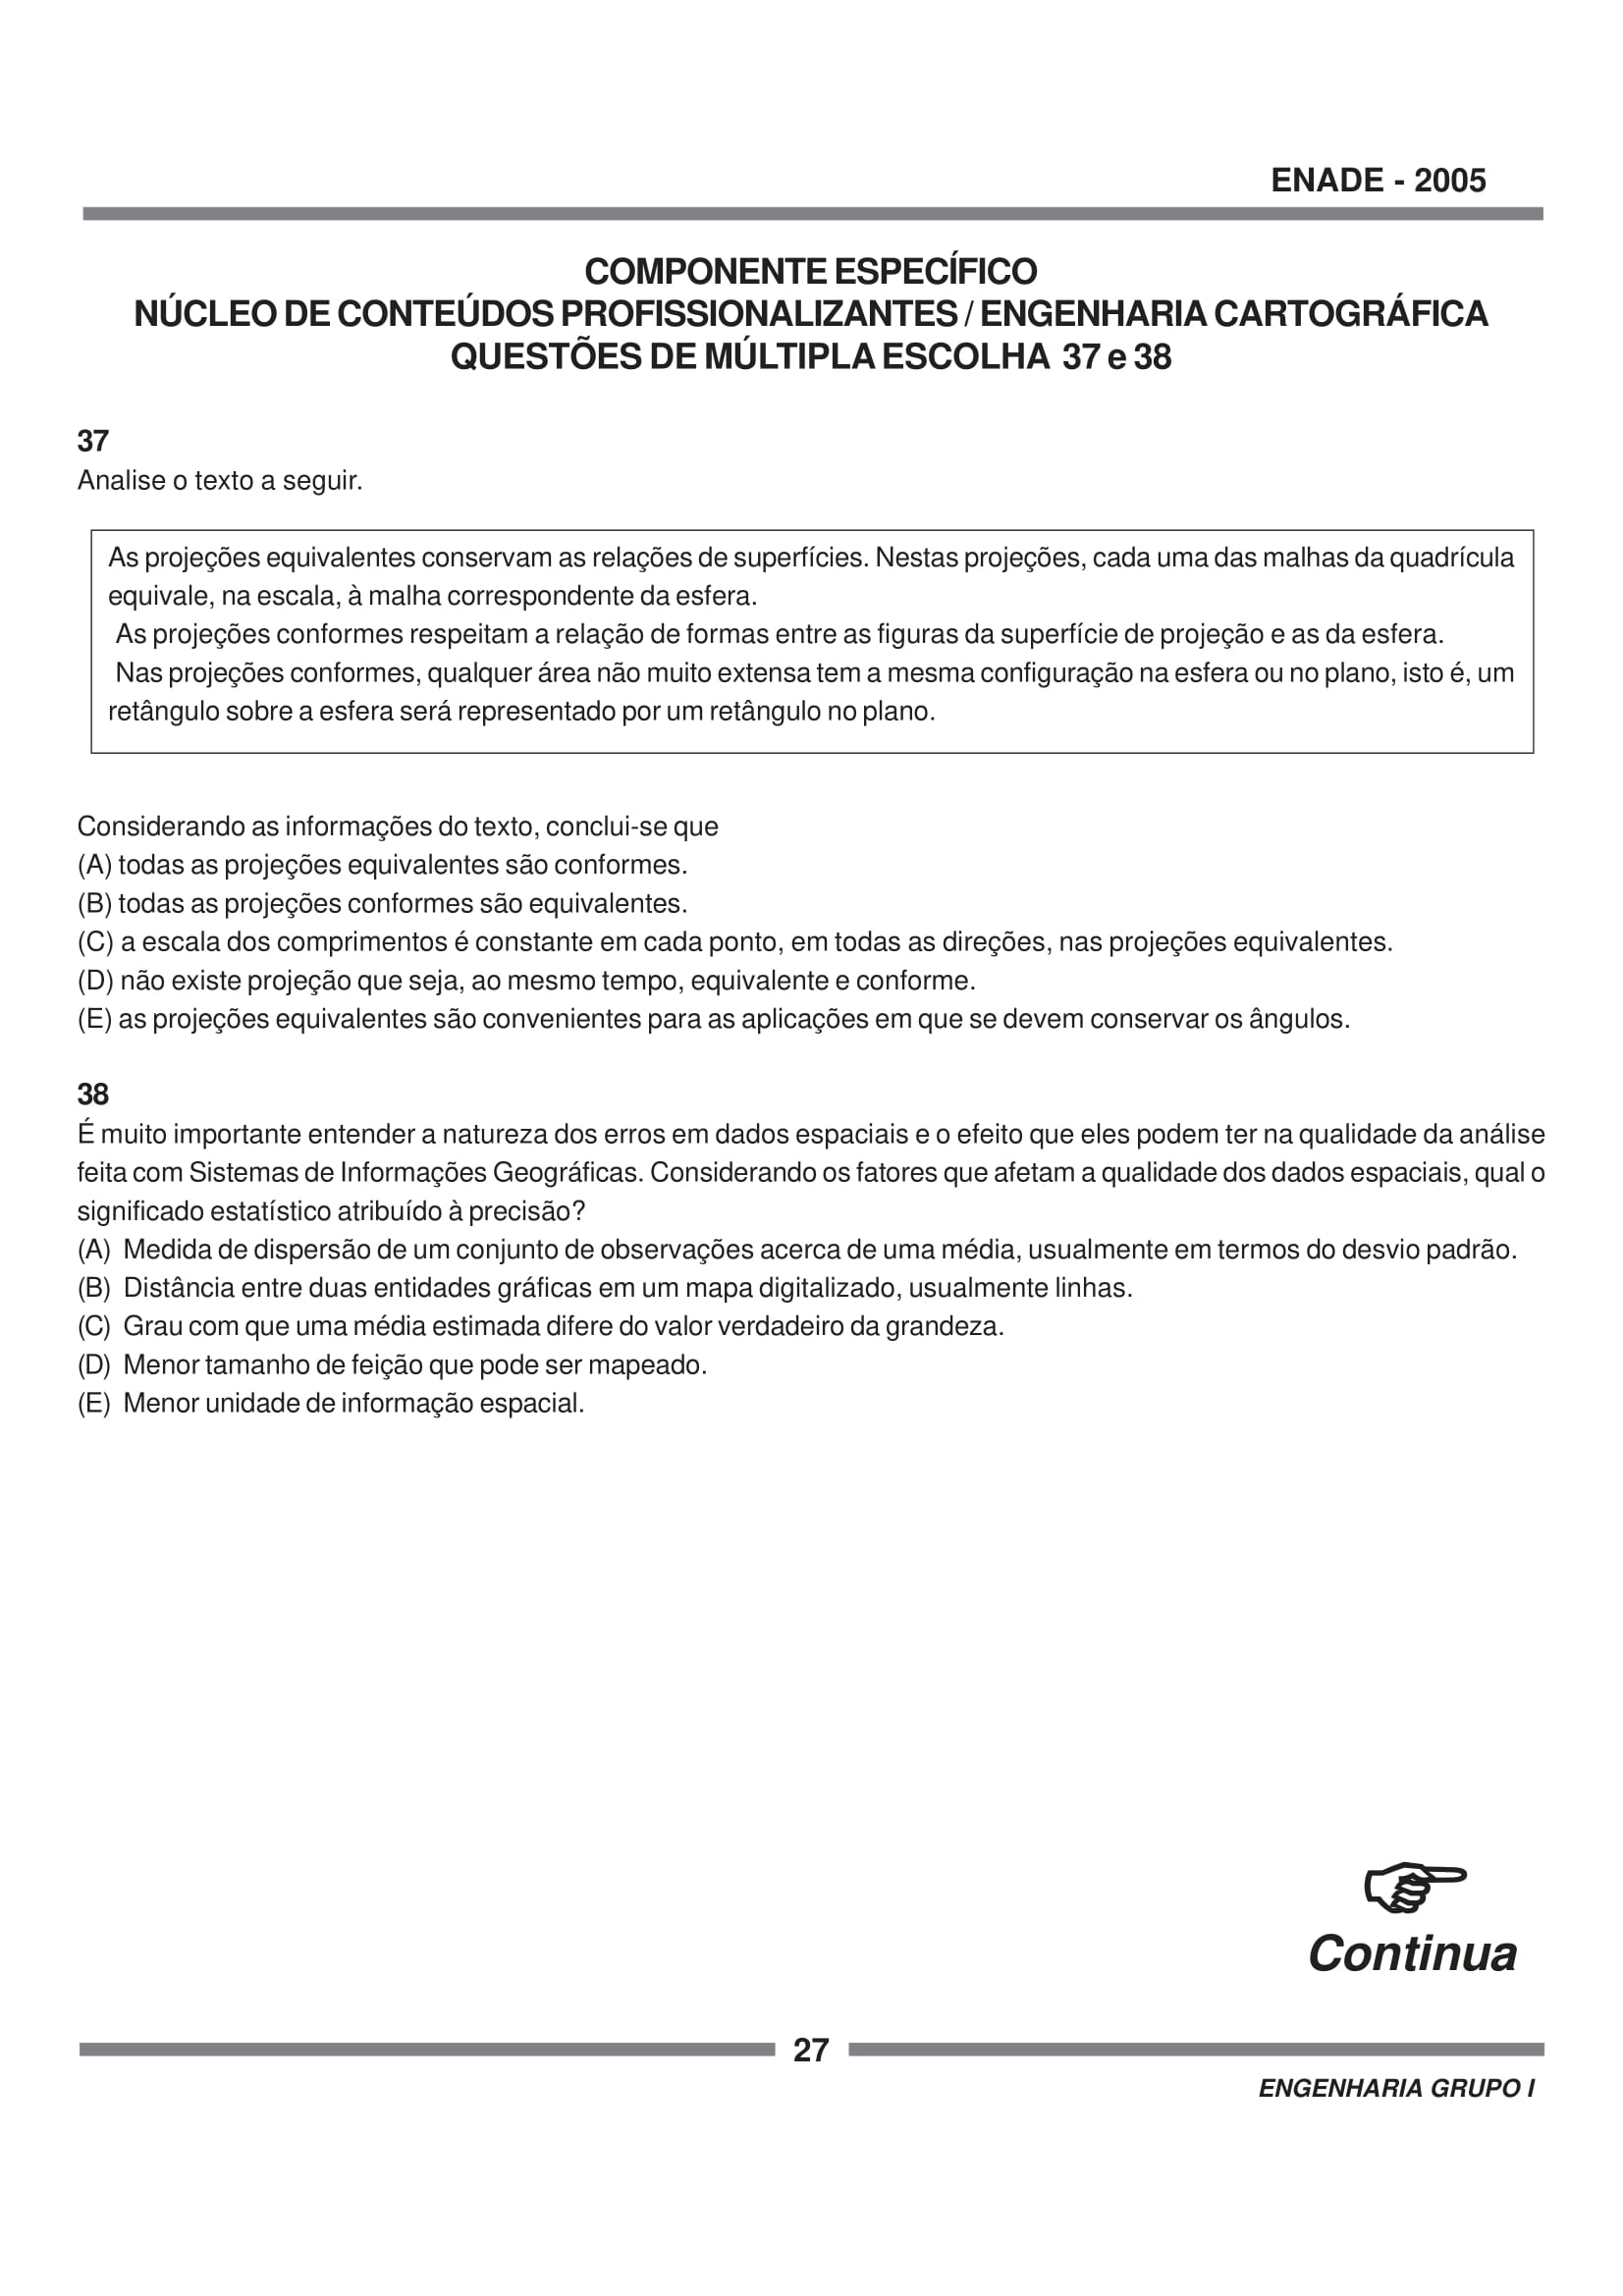 ENADE - 2005
COMPONENTE ESPECÍFICO
NÚCLEO DE CONTEÚDOS PROFISSIONALIZANTES / ENGENHARIA CARTOGRÁFICA
QUESTÕES DE MÚLTIPLA ESCOLHA 37 e 38
37
Analise o texto a seguir.
As projeções equivalentes conservam as relações de superfícies. Nestas projeções, cada uma das malhas da quadrícula
equivale, na escala, à malha correspondente da esfera.
As projeções conformes respeitam a relação de formas entre as figuras da superfície de projeção e as da esfera.
Nas projeções conformes, qualquer área não muito extensa tem a mesma configuração na esfera ou no plano, isto é, um
retângulo sobre a esfera será representado por um retângulo no plano.
Considerando as informações do texto, conclui-se que
(A) todas as projeções equivalentes são conformes.
(B) todas as projeções conformes são equivalentes.
(C) a escala dos comprimentos é constante em cada ponto, em todas as direções, nas projeções equivalentes.
(D) não existe projeção que seja, ao mesmo tempo, equivalente e conforme.
(E) as projeções equivalentes são convenientes para as aplicações em que se devem conservar os ângulos.
38
É muito importante entender a natureza dos erros em dados espaciais e o efeito que eles podem ter na qualidade da análise
feita com Sistemas de Informações Geográficas. Considerando os fatores que afetam a qualidade dos dados espaciais, qual o
significado estatístico atribuído à precisão?
(A) Medida de dispersão de um conjunto de observações acerca de uma média, usualmente em termos do desvio padrão.
(B) Distância entre duas entidades gráficas em um mapa digitalizado, usualmente linhas.
(C) Grau com que uma média estimada difere do valor verdadeiro da grandeza.
(D) Menor tamanho de feição que pode ser mapeado.
(E) Menor unidade de informação espacial.
Continua
27
ENGENHARIA GRUPO I